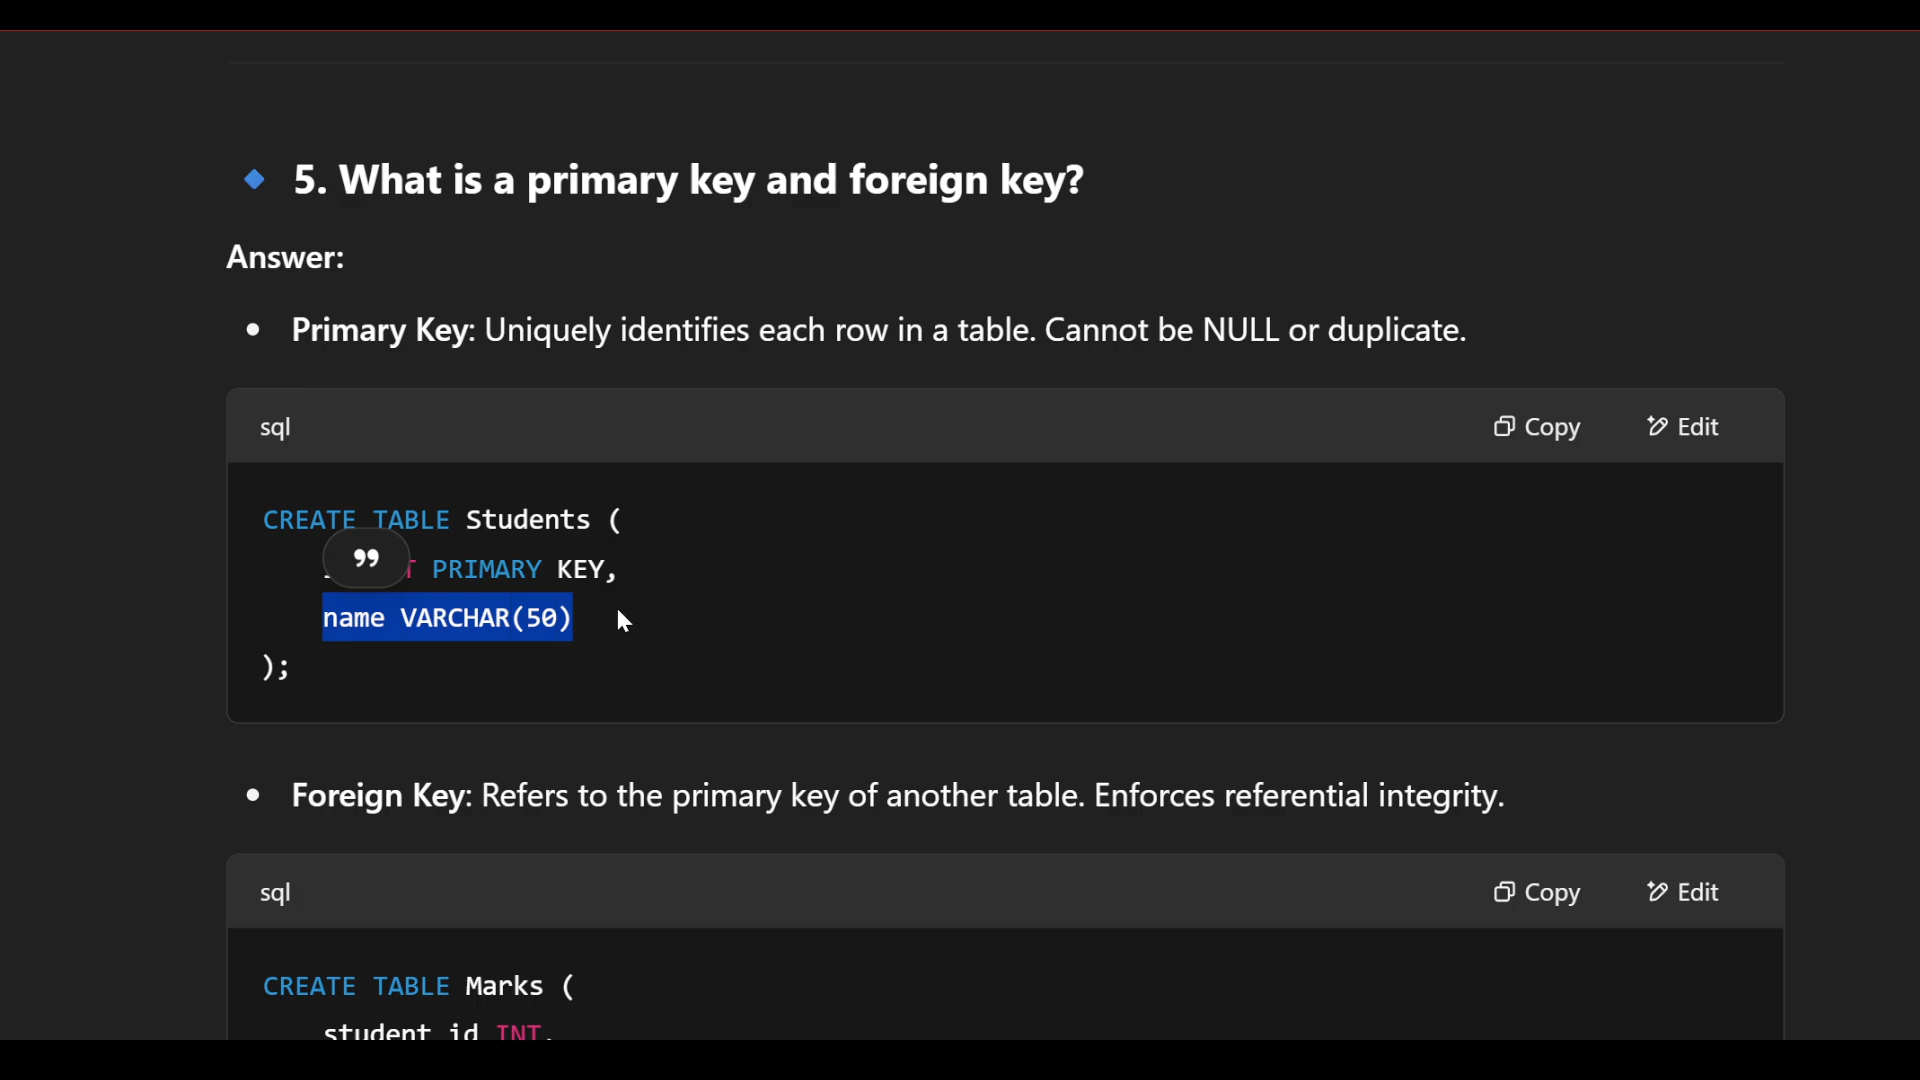 5. What is a primary key and foreign key?
Answer:
Primary Key: Uniquely identifies each row in a table. Cannot be NULL or duplicate.
sql Copy Edit
CREATE TABLE Students (
PRIMARY KEY,
name VARCHAR(50)
);
Foreign Key: Refers to the primary key of another table. Enforces referential integrity.
sql Copy Edit
CREATE TABLE Marks (
student_id INT,